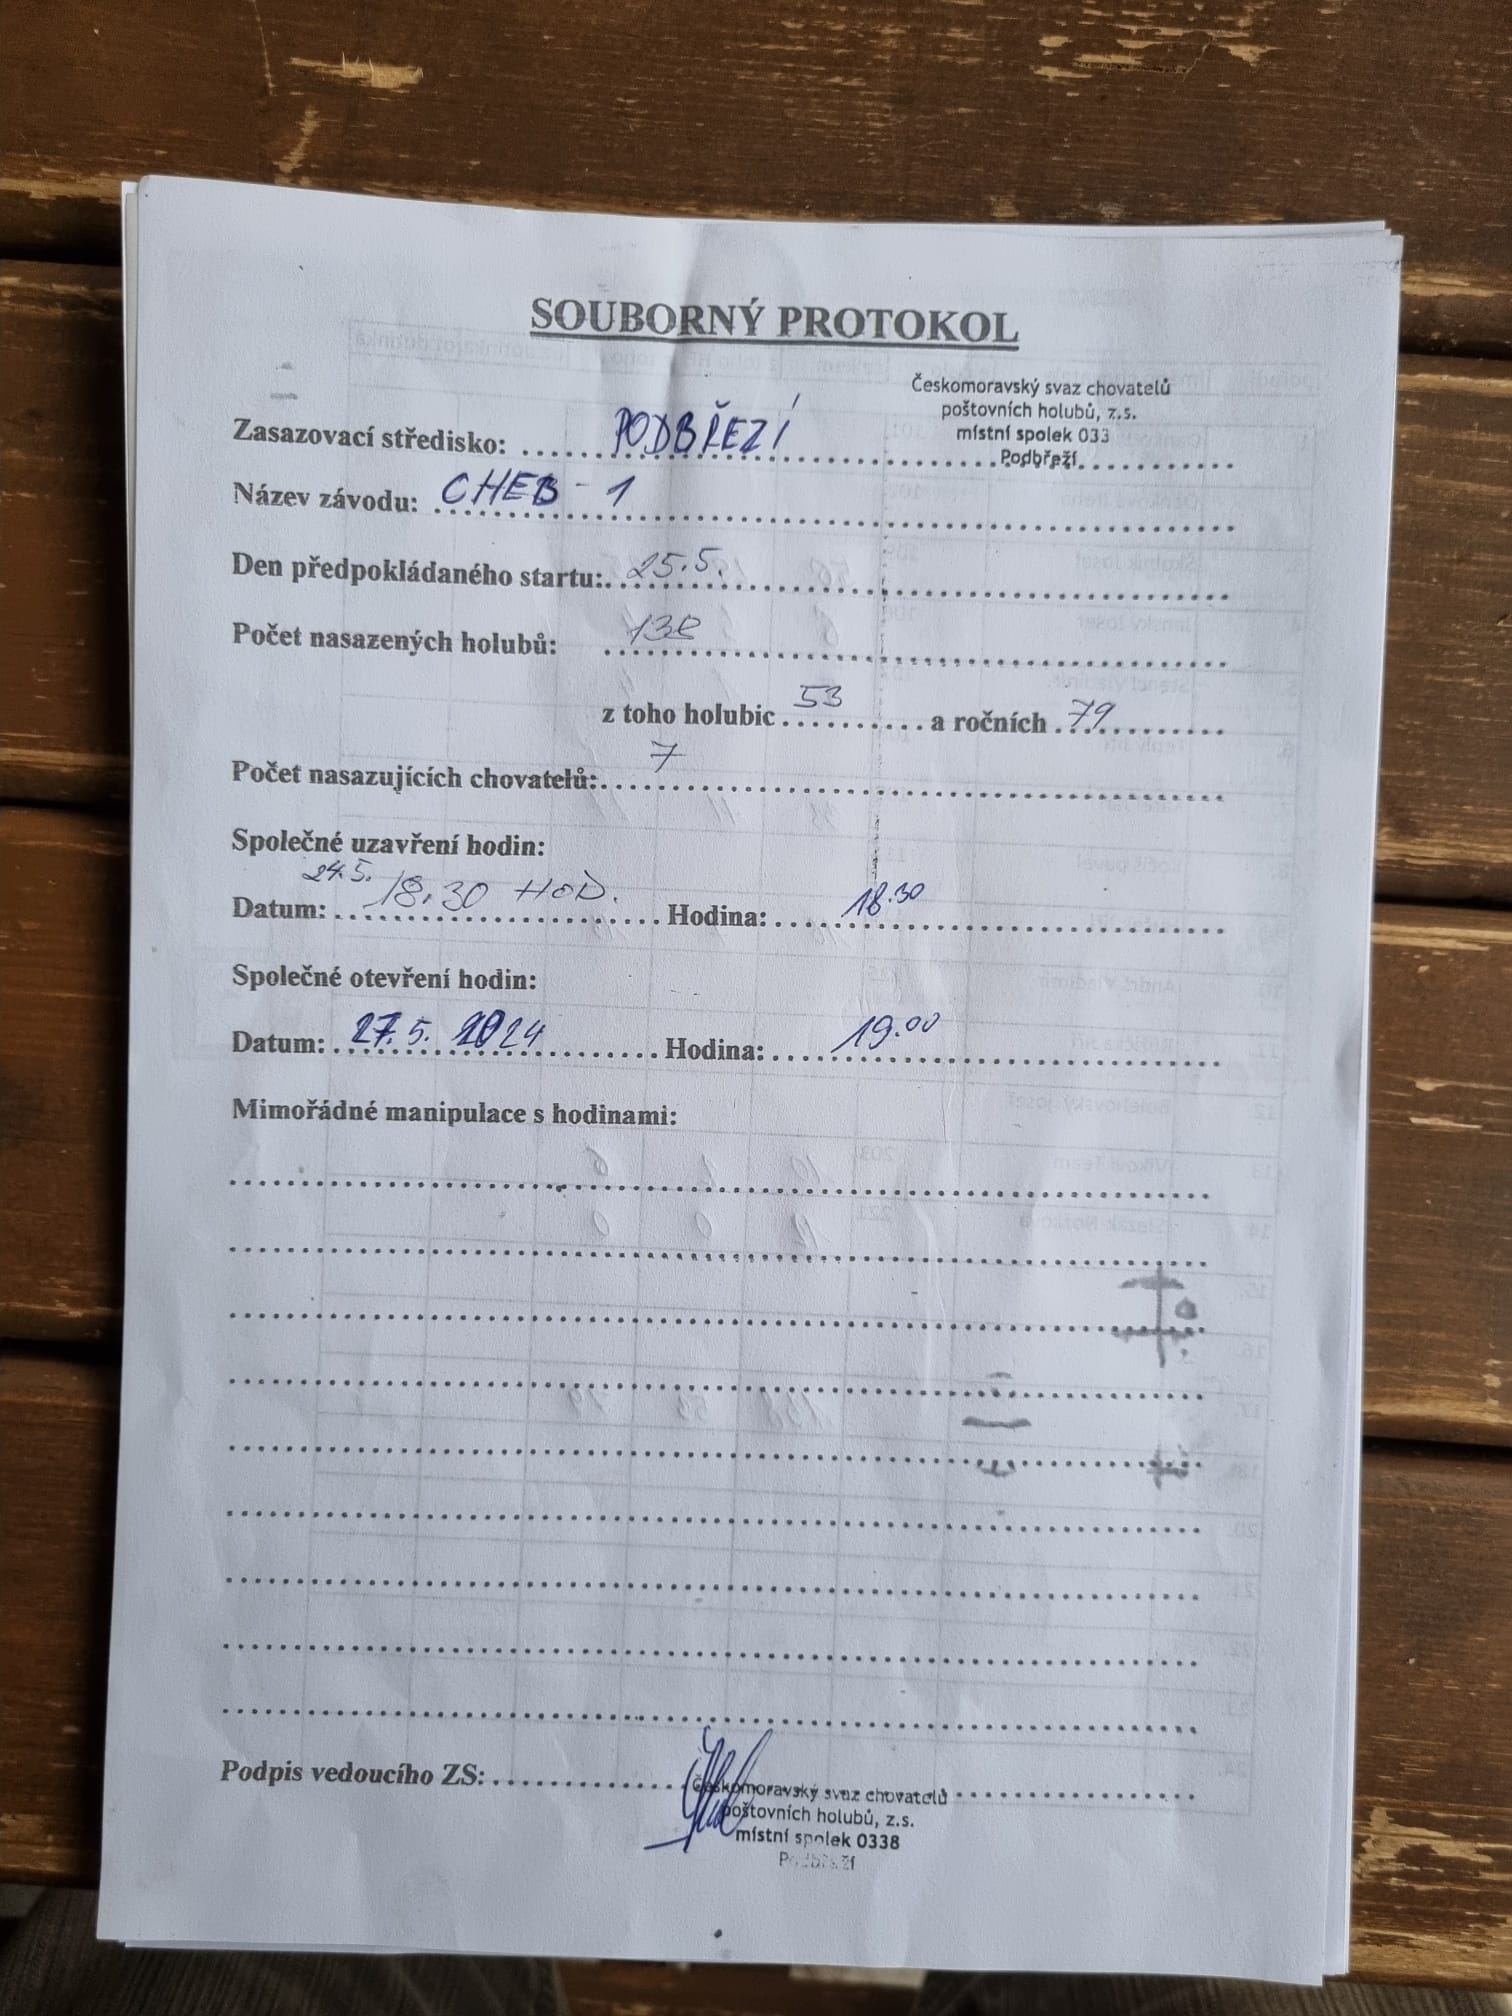 SOUBORNÝ PROTOKOL
Českomoravský svaz chovatelů
poštovních holubů, z.s.
místní spolek 033
Podbřeží
Zasazovací středisko: PODBŘEZÍ
Název závodu: CHEB - 1
Den předpokládaného startu: 25.5.
Počet nasazených holubů: 138
z toho holubic 53 a ročních 79
Počet nasazujících chovatelů: 7
Společné uzavření hodin:
Datum: 24.5. 18.30 HOD. Hodina: 18.30
Společné otevření hodin:
Datum: 27.5. 2024 Hodina: 19.00
Mimořádné manipulace s hodinami:
Podpis vedoucího ZS:
Českomoravský svaz chovatelů
poštovních holubů, z.s.
místní spolek 0338
Podbřeží